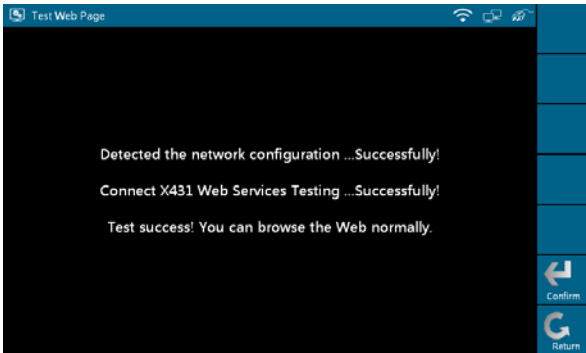 Test Web Page
Detected the network configuration ...Successfully!
Connect X431 Web Services Testing ...Successfully!
Test success! You can browse the Web normally.
Confirm
Return